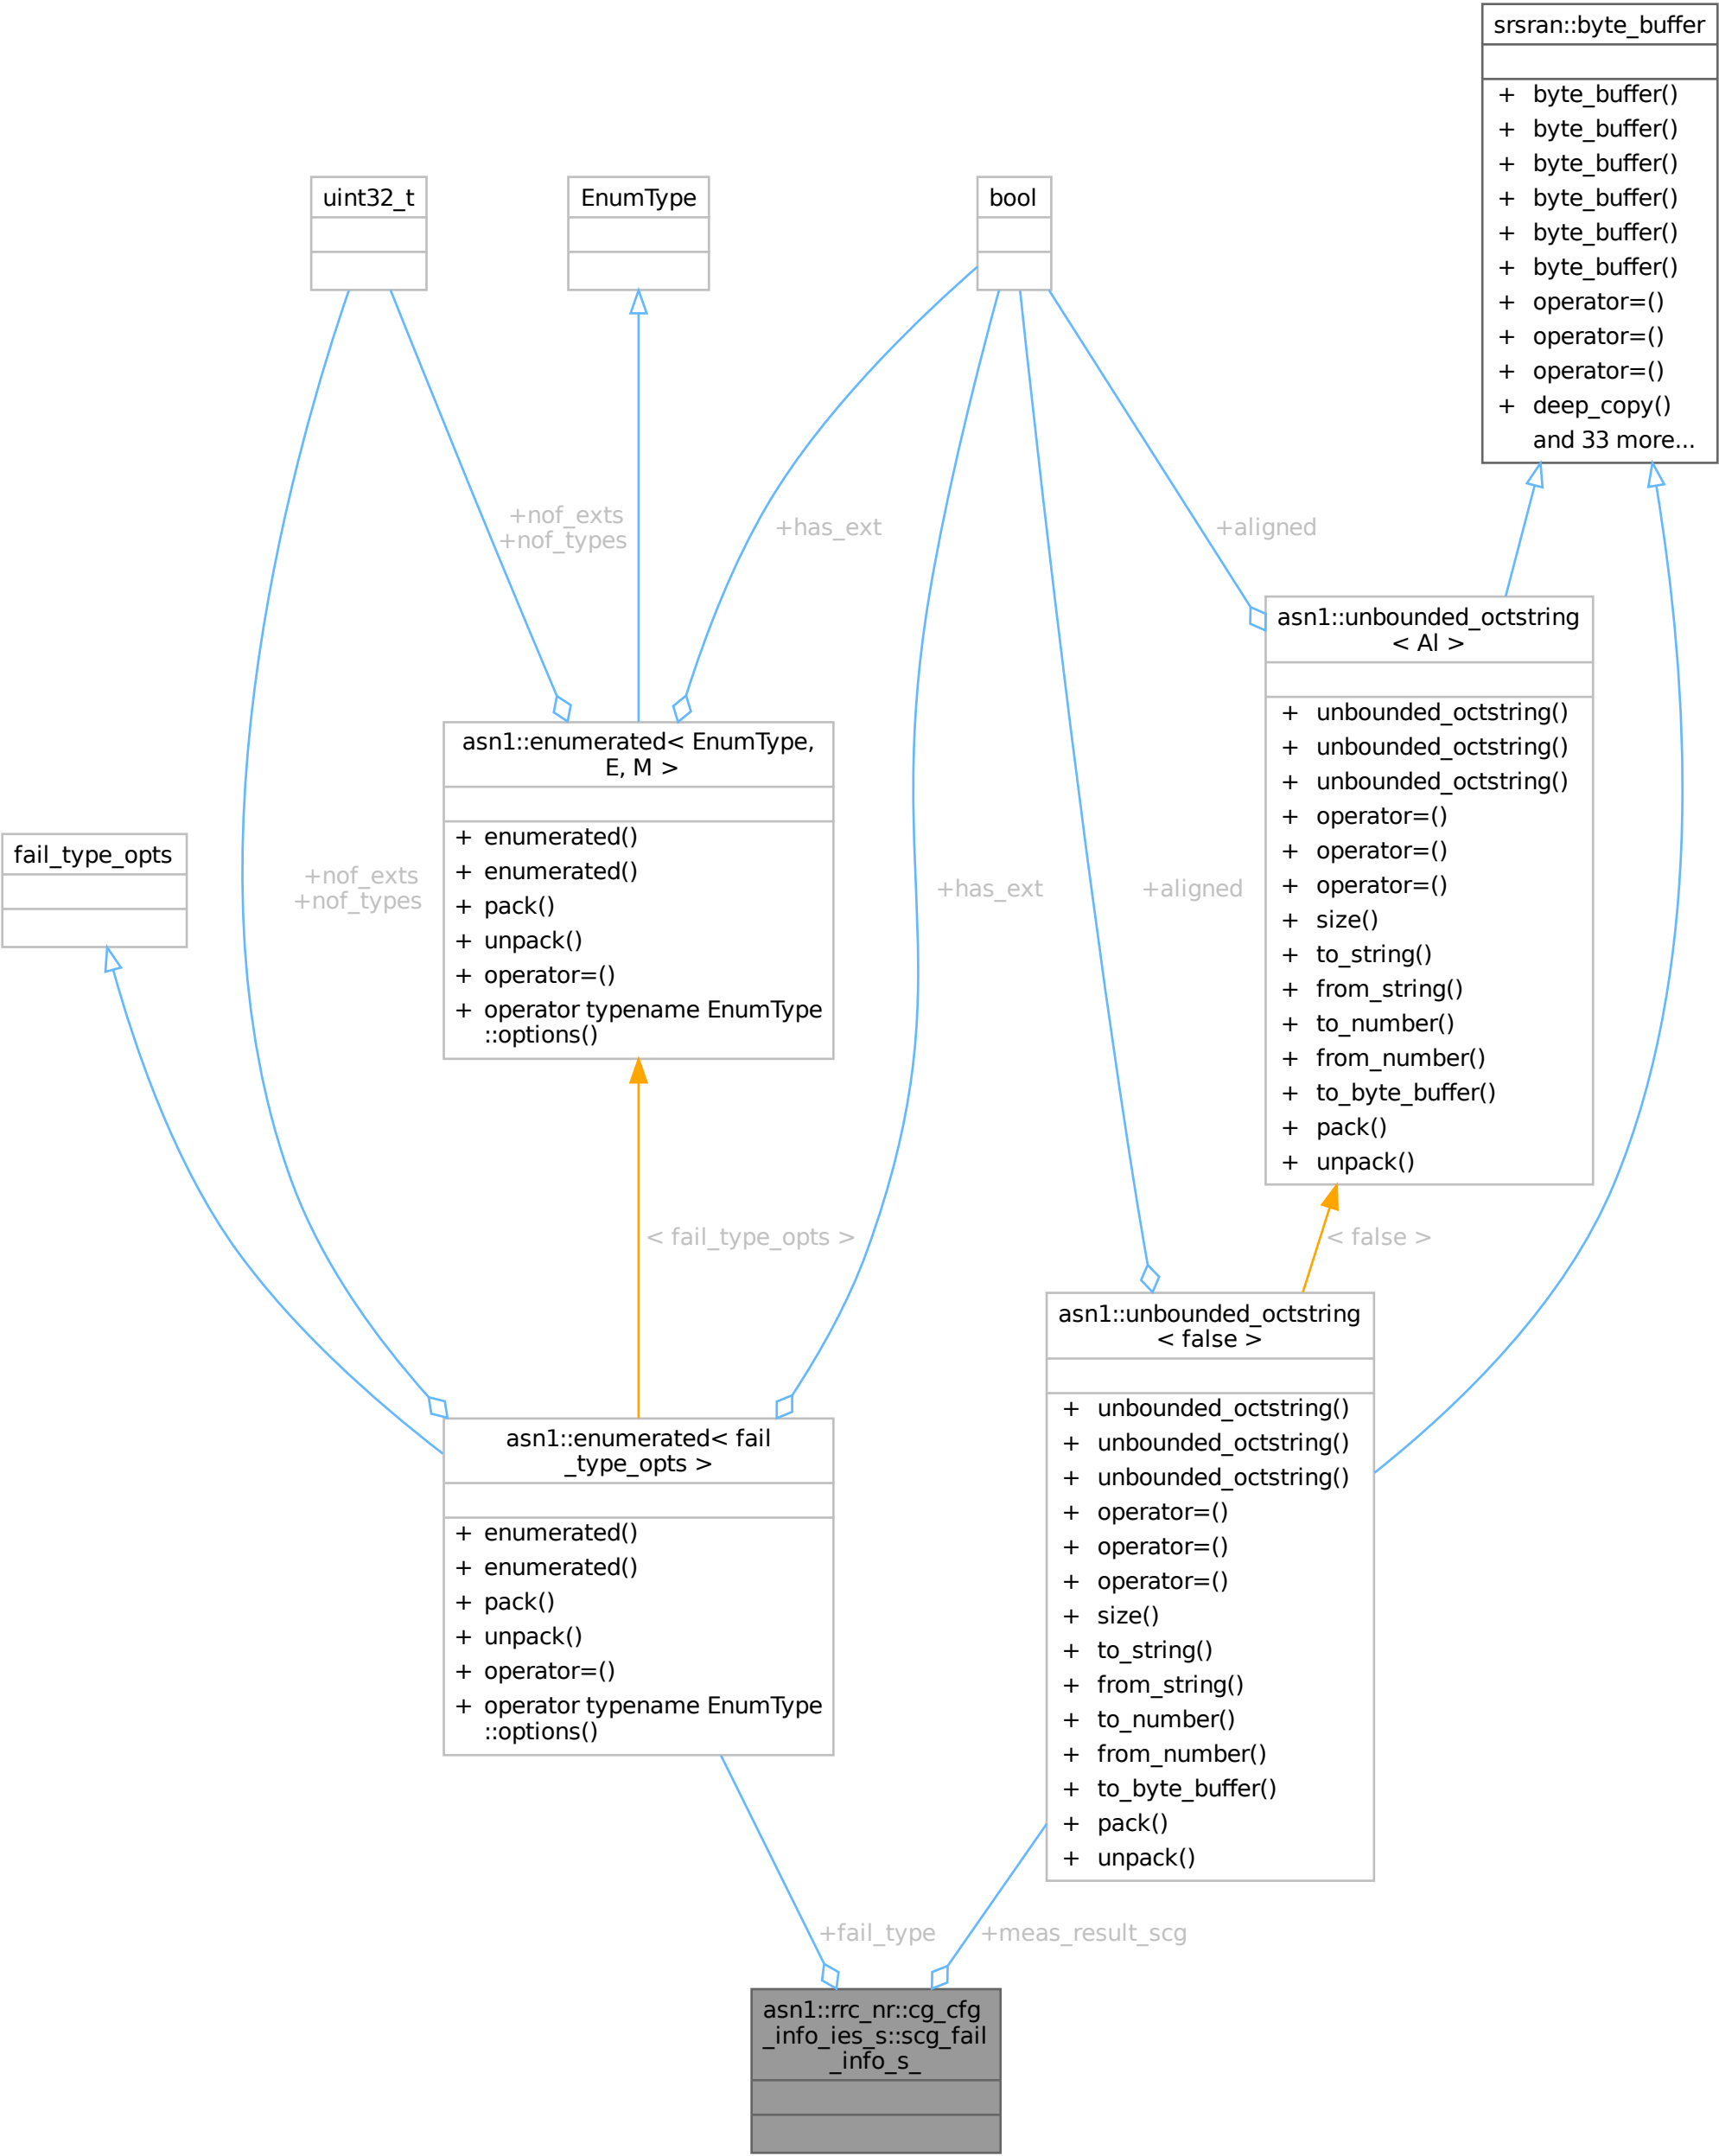 srsran::byte_buffer
+ byte_buffer()
+ byte_buffer()
+ byte_buffer()
+ byte_buffer()
+ byte_buffer()
+ byte_buffer()
+ operator=()
+ operator=()
+ operator=()
+ deep_copy()
and 33 more...
uint32_t
EnumType
bool
+nof_exts
+nof_types
+has_ext
+aligned
asn1::unbounded_octstring
< Al >
+ unbounded_octstring()
+ unbounded_octstring()
+ unbounded_octstring()
+ operator=()
+ operator=()
+ operator=()
+ size()
+ to_string()
+ from_string()
+ to_number()
+ from_number()
+ to_byte_buffer()
+ pack()
+ unpack()
asn1::enumerated< EnumType,
E, M >
+ enumerated()
+ enumerated()
+ pack()
+ unpack()
+ operator=()
+ operator typename EnumType
::options()
fail_type_opts
+nof_exts
+nof_types
+has_ext
+aligned
< fail_type_opts >
< false >
asn1::unbounded_octstring
< false >
+ unbounded_octstring()
+ unbounded_octstring()
+ unbounded_octstring()
+ operator=()
+ operator=()
+ operator=()
+ size()
+ to_string()
+ from_string()
+ to_number()
+ from_number()
+ to_byte_buffer()
+ pack()
+ unpack()
asn1::enumerated< fail
_type_opts >
+ enumerated()
+ enumerated()
+ pack()
+ unpack()
+ operator=()
+ operator typename EnumType
::options()
+fail_type
+meas_result_scg
asn1::rrc_nr::cg_cfg
_info_ies_s::scg_fail
_info_s_